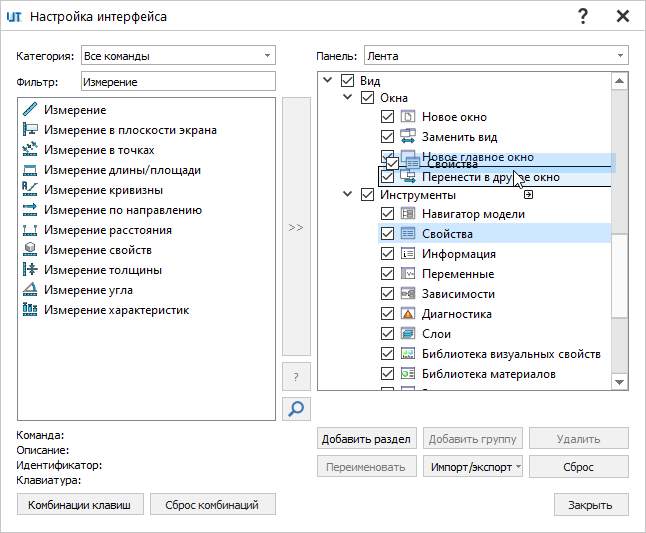 Настройка интерфейса
? ✕
Категория: Все команды
Панель: Лента
Фильтр: Измерение
Измерение
Измерение в плоскости экрана
Измерение в точках
Измерение длины/площади
Измерение кривизны
Измерение по направлению
Измерение расстояния
Измерение свойств
Измерение толщины
Измерение угла
Измерение характеристик
>>
?
Вид
Окна
Новое окно
Заменить вид
Новое главное окно
Свойства
Перенести в другое окно
Инструменты
Навигатор модели
Свойства
Информация
Переменные
Зависимости
Диагностика
Слои
Библиотека визуальных свойств
Библиотека материалов
Команда:
Описание:
Идентификатор:
Клавиатура:
Добавить раздел
Добавить группу
Удалить
Переименовать
Импорт/экспорт
Сброс
Комбинации клавиш
Сброс комбинаций
Закрыть